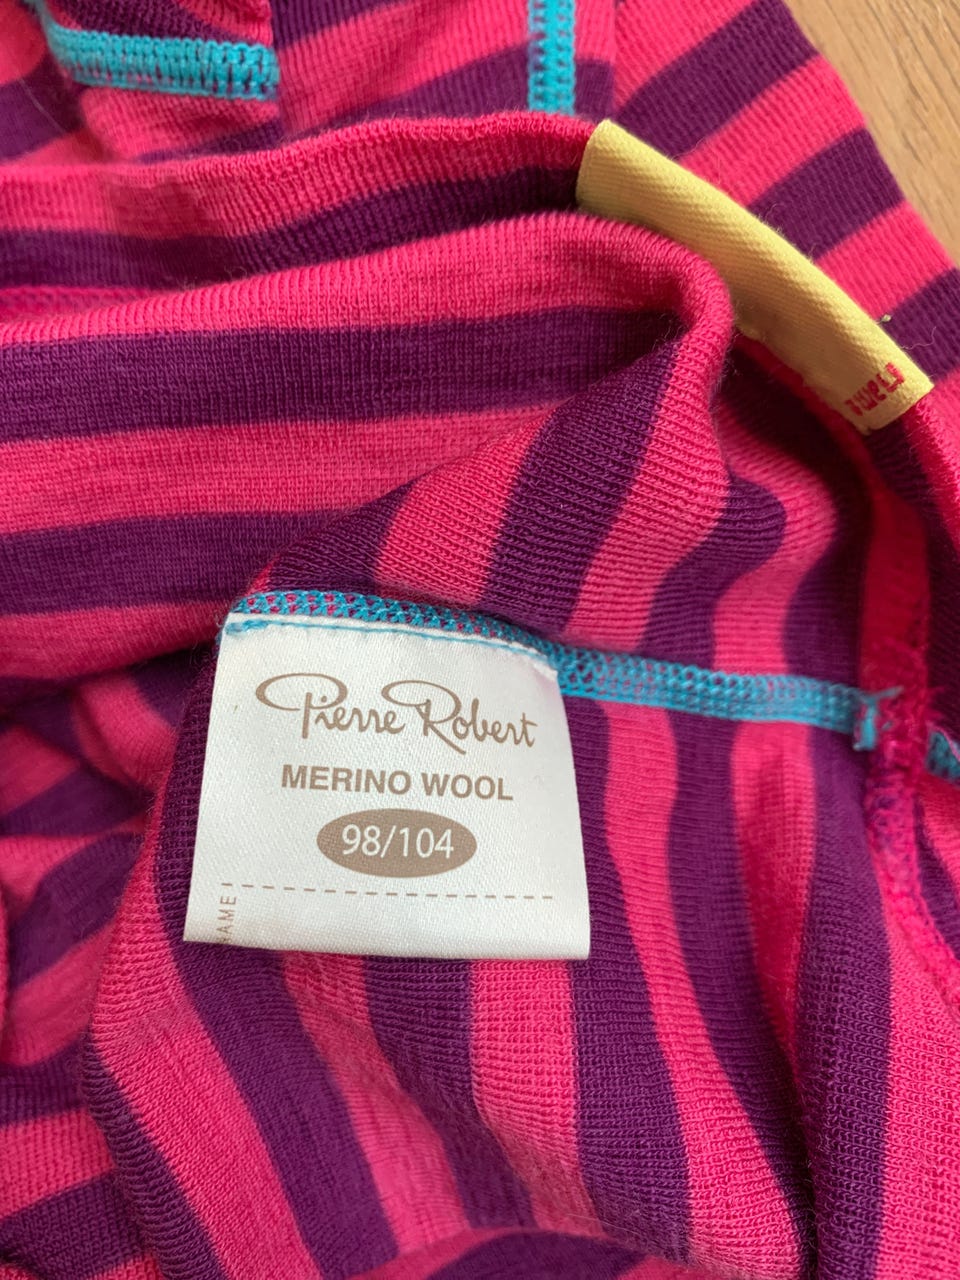 Pierre Robert
MERINO WOOL
98/104
NAME